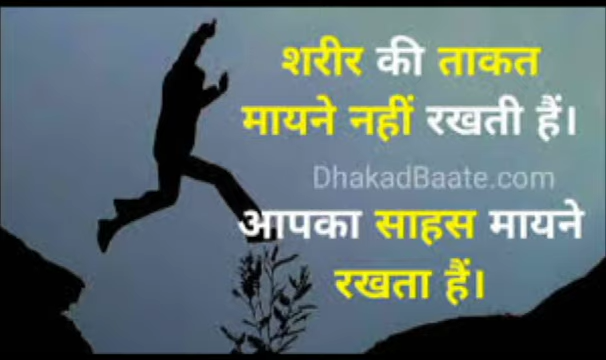 शरीर की ताकत
मायने नहीं रखती हैं।
DhakadBaate.com
आपका साहस मायने
रखता हैं।